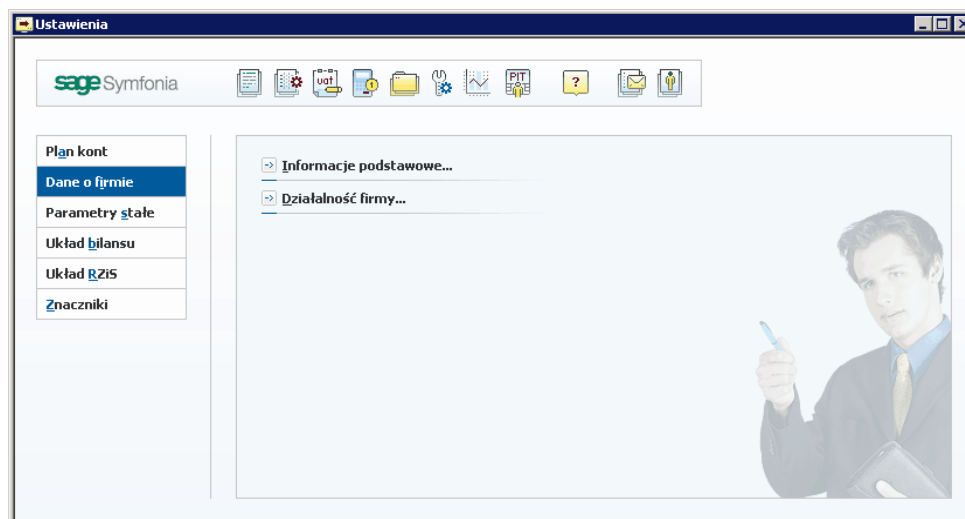 Ustawienia
sage Symfonia
vat
1
PIT
?
Plan kont
Dane o firmie
Parametry stałe
Układ bilansu
Układ RZiS
Znaczniki
Informacje podstawowe...
Działalność firmy...